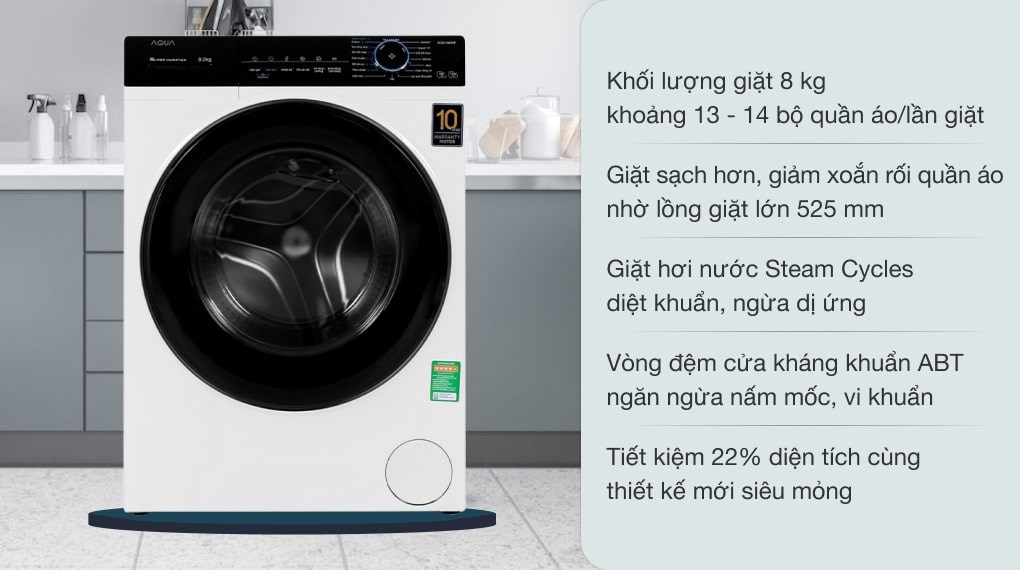 AQUA
8.0kg
10
WARRANTY
MOTOR
Khối lượng giặt 8 kg
khoảng 13 - 14 bộ quần áo/lần giặt
Giặt sạch hơn, giảm xoắn rối quần áo
nhờ lồng giặt lớn 525 mm
Giặt hơi nước Steam Cycles
diệt khuẩn, ngừa dị ứng
Vòng đệm cửa kháng khuẩn ABT
ngăn ngừa nấm mốc, vi khuẩn
Tiết kiệm 22% diện tích cùng
thiết kế mới siêu mỏng